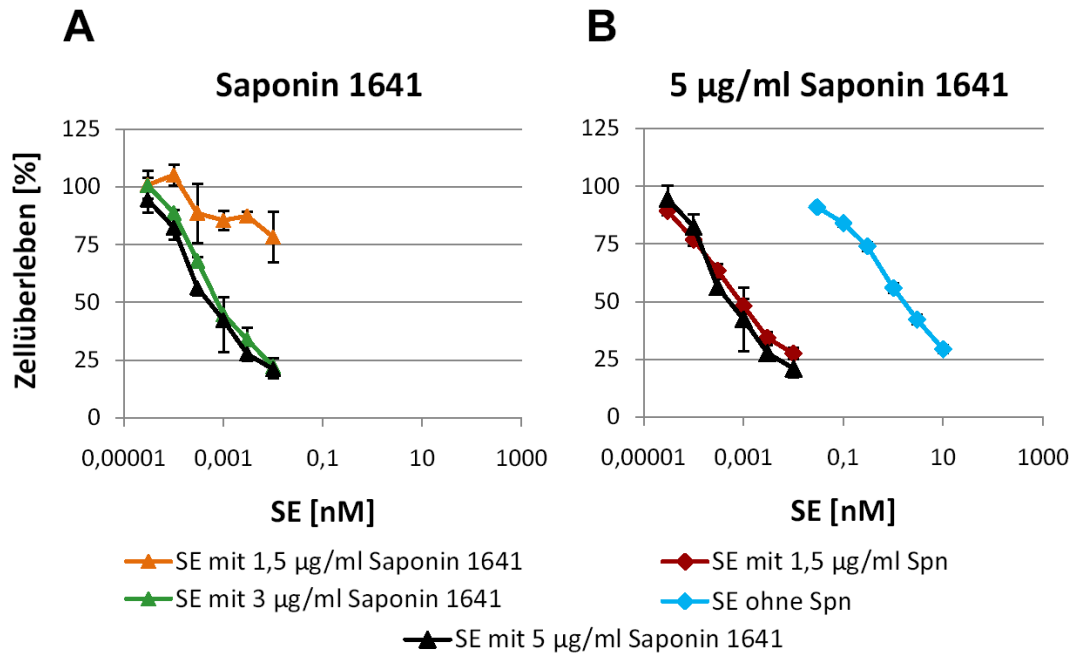 A
B
Saponin 1641
5 µg/ml Saponin 1641
Zellüberleben [%]
125
100
75
50
25
0
0,00001
0,001
0,1
10
1000
SE [nM]
125
100
75
50
25
0
0,00001
0,001
0,1
10
1000
SE [nM]
SE mit 1,5 µg/ml Saponin 1641
SE mit 1,5 µg/ml Spn
SE mit 3 µg/ml Saponin 1641
SE ohne Spn
SE mit 5 µg/ml Saponin 1641